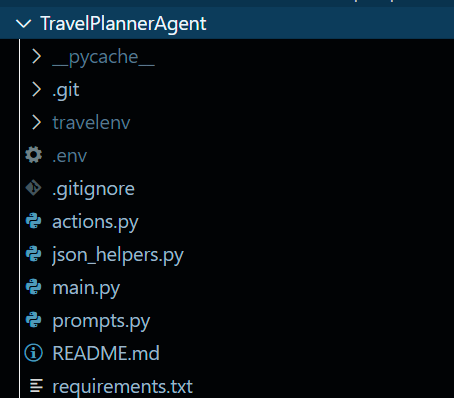 TravelPlannerAgent
__pycache__
.git
travelenv
.env
.gitignore
actions.py
json_helpers.py
main.py
prompts.py
README.md
requirements.txt